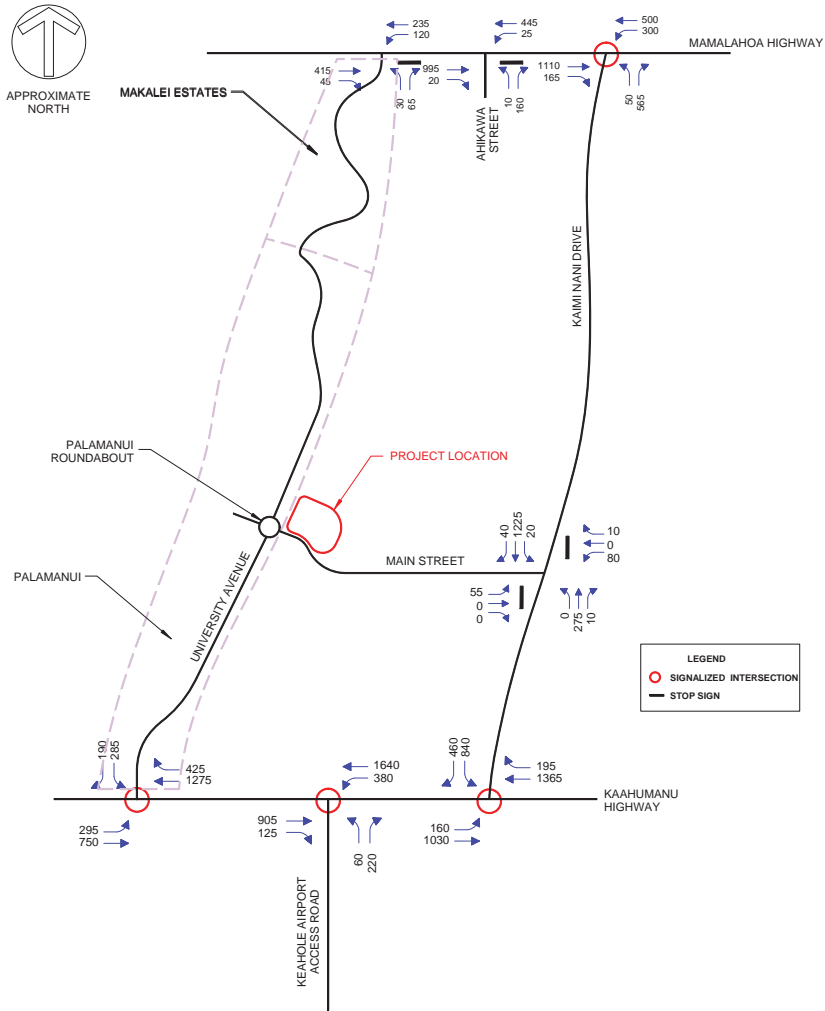 APPROXIMATE
NORTH
235
120
445
25
500
300
MAMALAHOA HIGHWAY
415
45
995
20
1110
165
30
65
10
160
50
565
MAKALEI ESTATES
AHIKAWA
STREET
KAIMI NANI DRIVE
PALAMANUI
ROUNDABOUT
PROJECT LOCATION
40
1225
20
10
0
80
MAIN STREET
PALAMANUI
UNIVERSITY AVENUE
55
0
0
0
275
10
LEGEND
SIGNALIZED INTERSECTION
STOP SIGN
190
285
425
1275
1640
380
460
840
195
1365
KAAHUMANU
HIGHWAY
295
750
905
125
60
220
160
1030
KEAHOLE AIRPORT
ACCESS ROAD